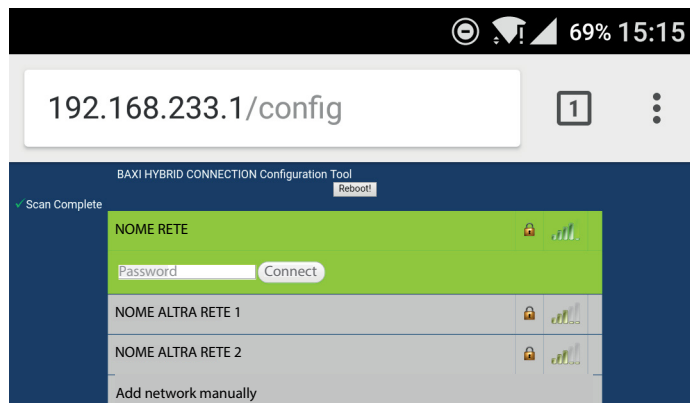 69% 15:15
192.168.233.1/config
1
BAXI HYBRID CONNECTION Configuration Tool
Reboot!
✓Scan Complete
NOME RETE
Password Connect
NOME ALTRA RETE 1
NOME ALTRA RETE 2
Add network manually